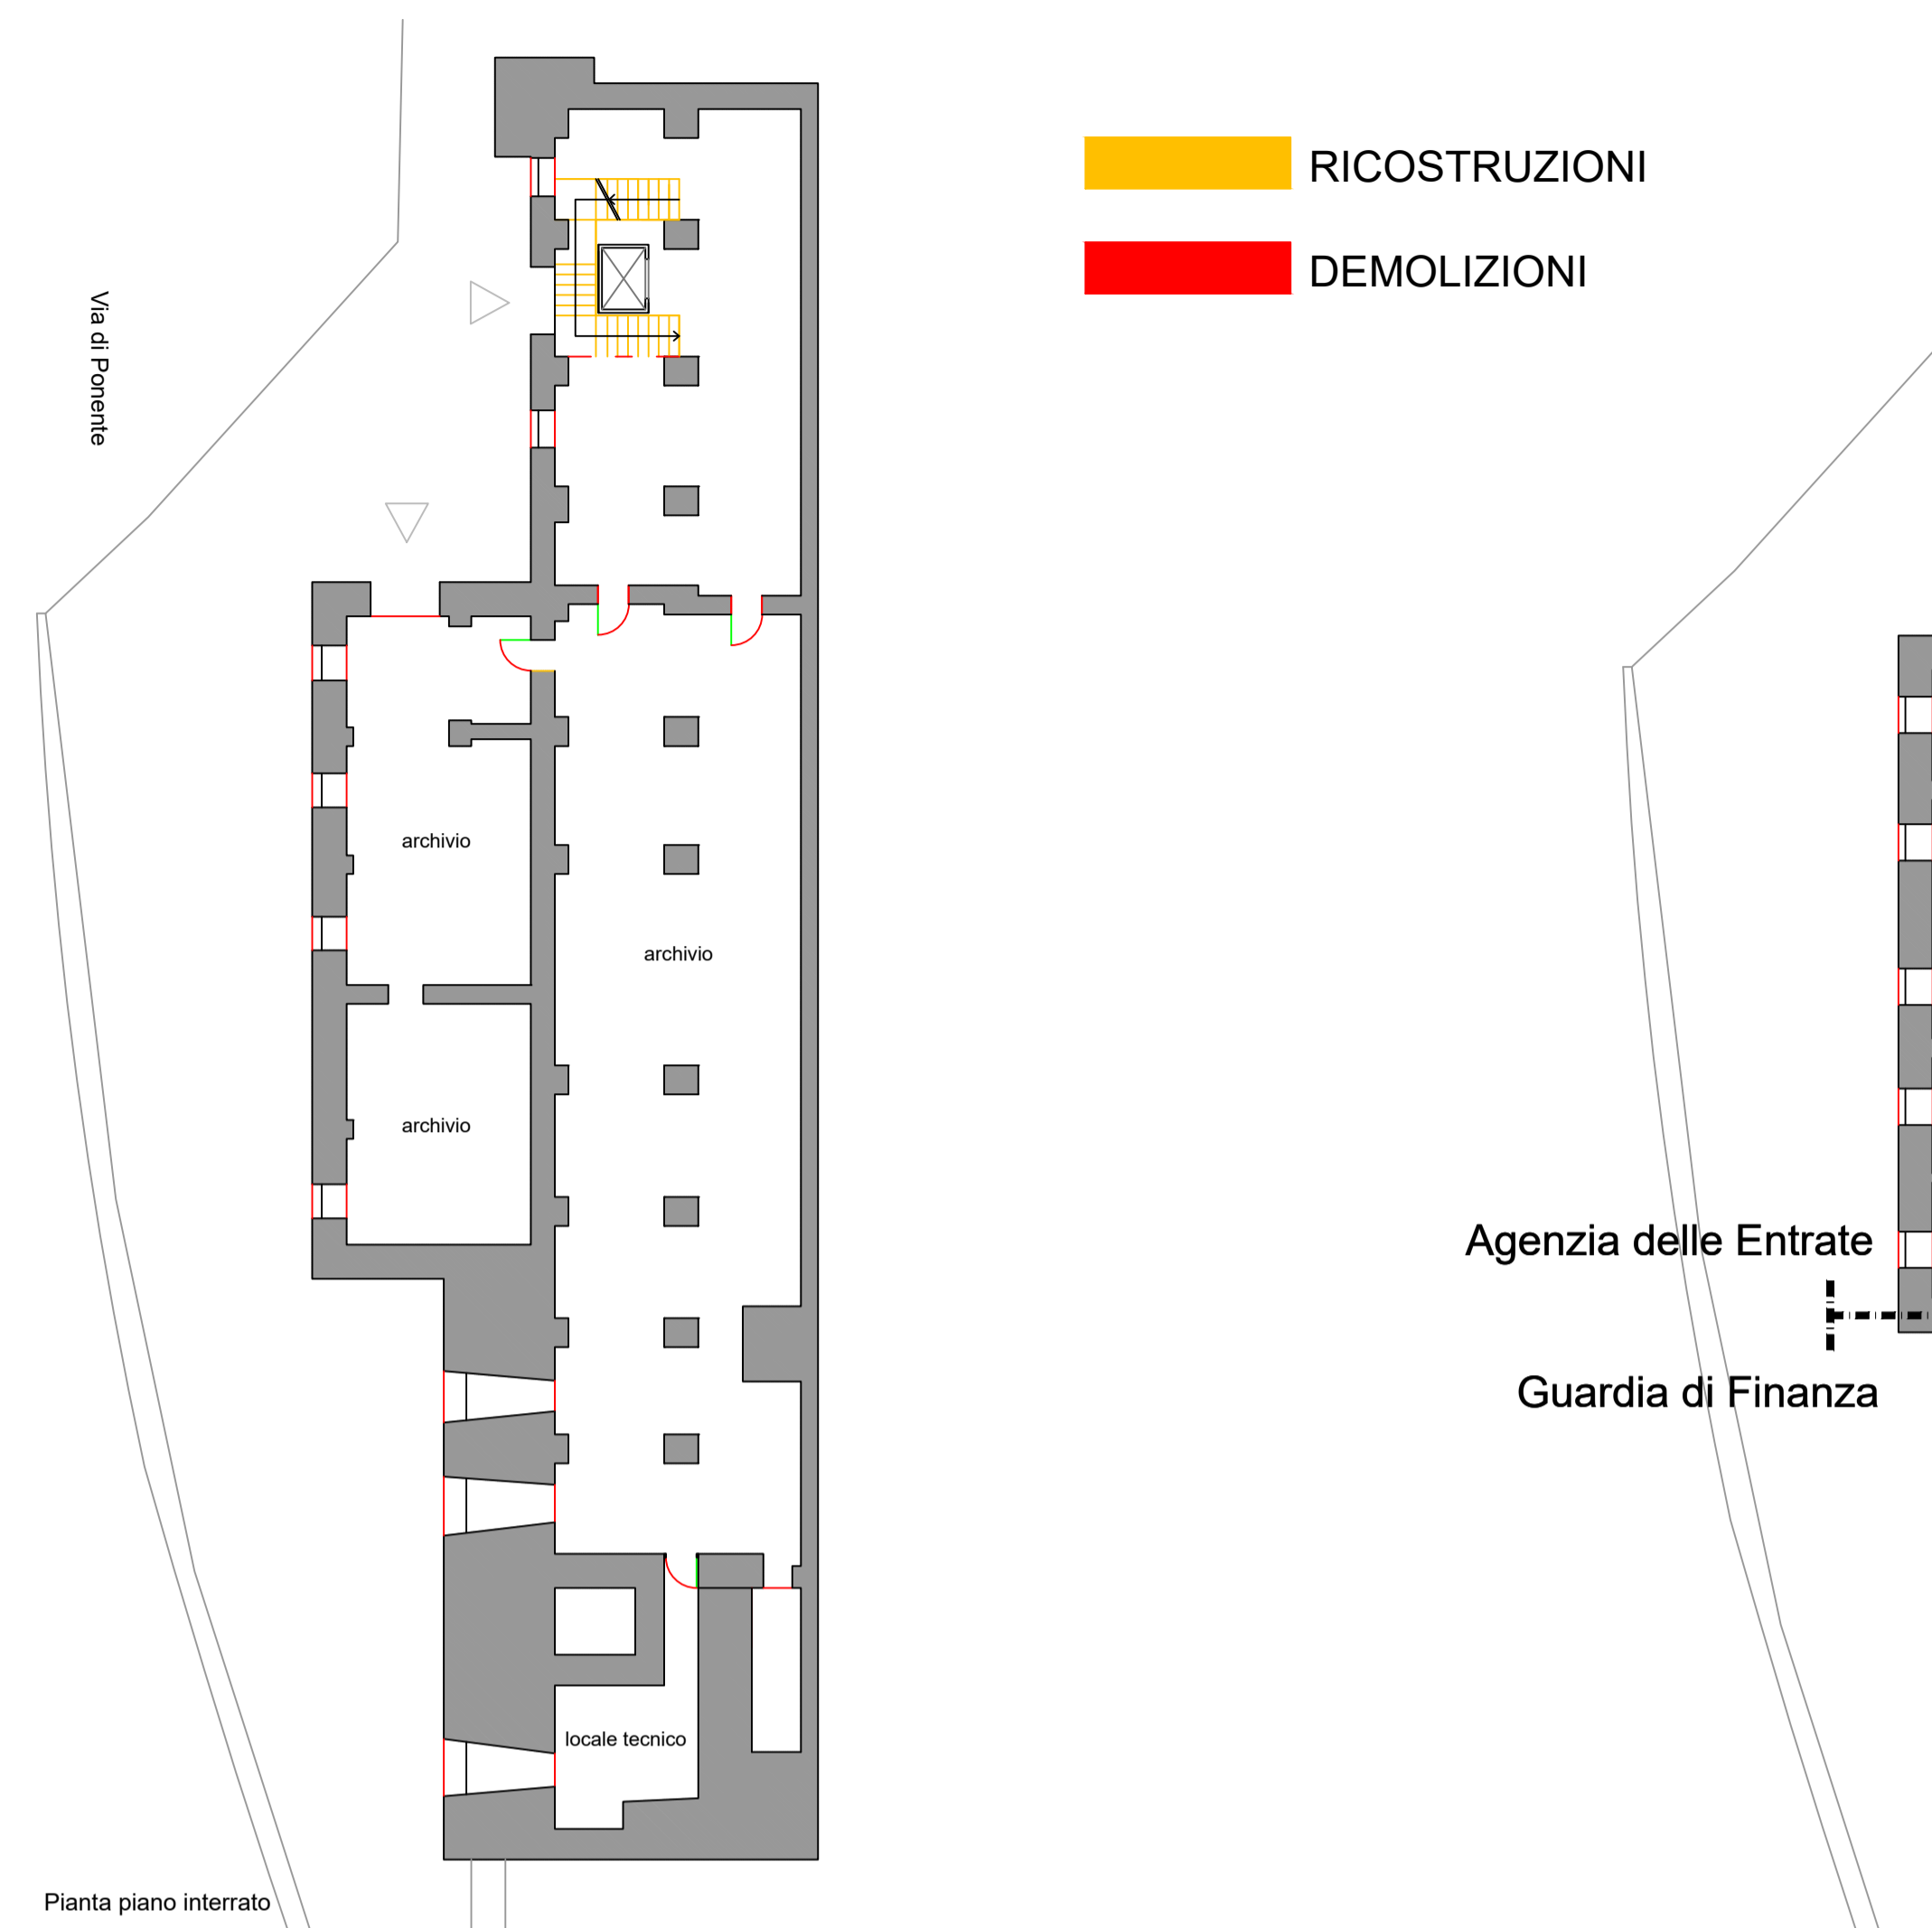 RICOSTRUZIONI
DEMOLIZIONI
Via di Ponente
archivio
archivio
archivio
Agenzia delle Entrate
Guardia di Finanza
locale tecnico
Pianta piano interrato